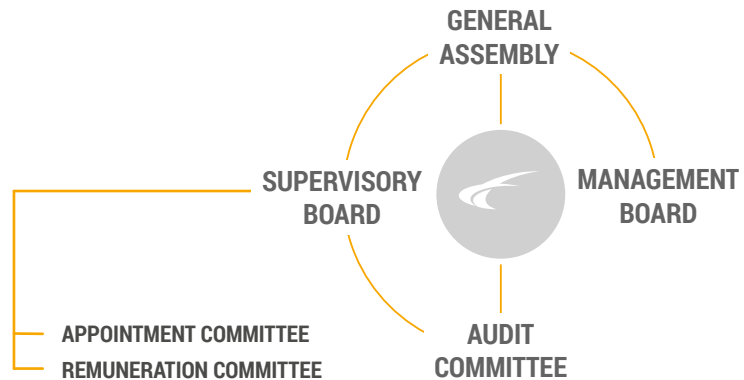 GENERAL
ASSEMBLY
SUPERVISORY
BOARD
MANAGEMENT
BOARD
APPOINTMENT COMMITTEE
REMUNERATION COMMITTEE
AUDIT
COMMITTEE